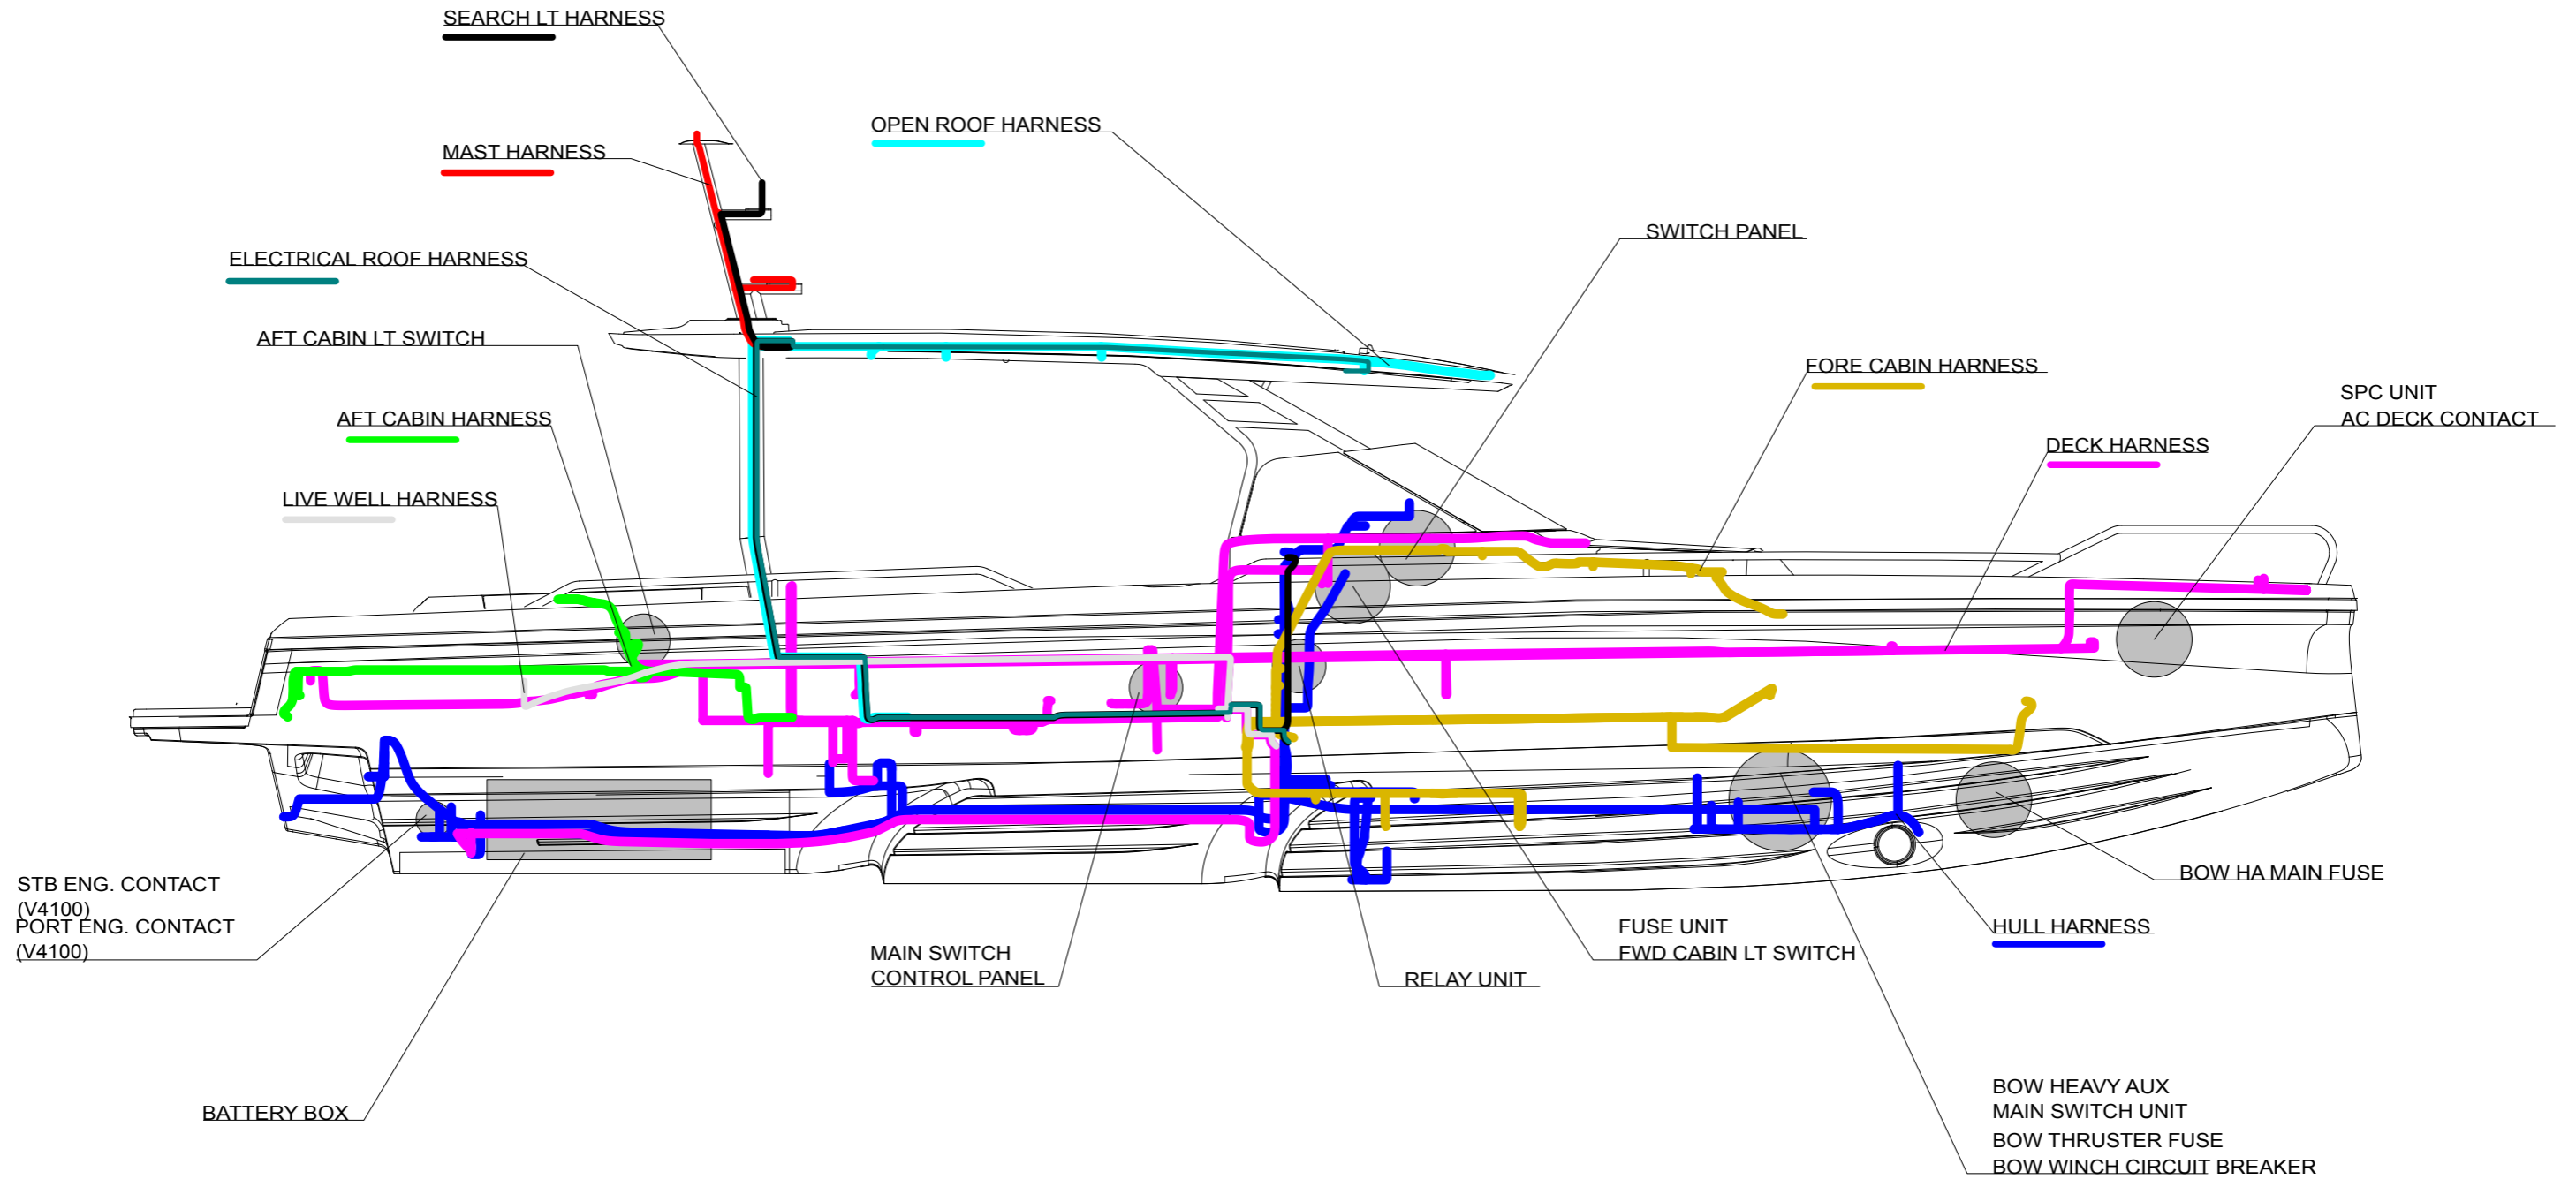 SEARCH LT HARNESS
OPEN ROOF HARNESS
MAST HARNESS
SWITCH PANEL
ELECTRICAL ROOF HARNESS
AFT CABIN LT SWITCH
FORE CABIN HARNESS
SPC UNIT
AC DECK CONTACT
AFT CABIN HARNESS
DECK HARNESS
LIVE WELL HARNESS
STB ENG. CONTACT
(V4100)
PORT ENG. CONTACT
(V4100)
BOW HA MAIN FUSE
MAIN SWITCH
CONTROL PANEL
FUSE UNIT
FWD CABIN LT SWITCH
HULL HARNESS
RELAY UNIT
BATTERY BOX
BOW HEAVY AUX
MAIN SWITCH UNIT
BOW THRUSTER FUSE
BOW WINCH CIRCUIT BREAKER